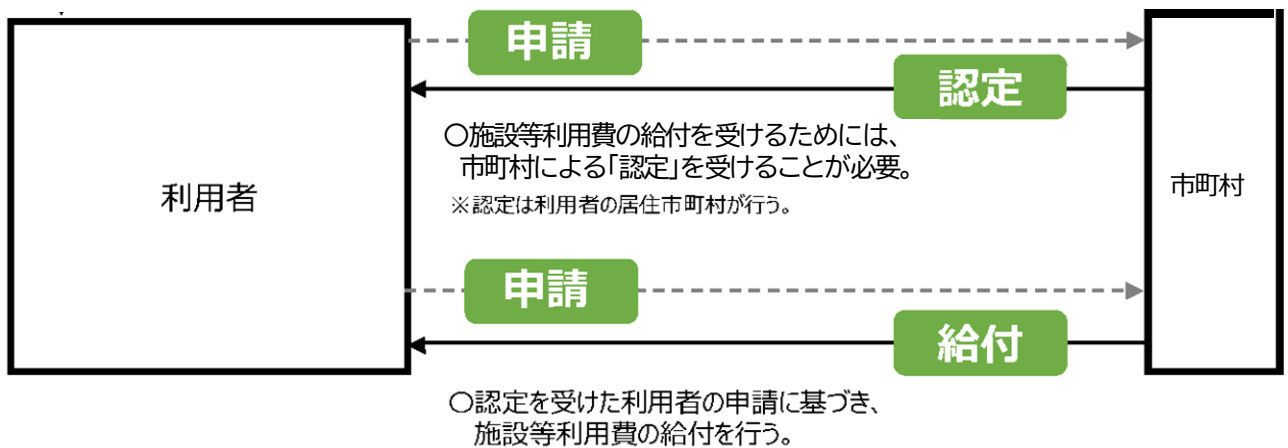 申請
認定
〇施設等利用費の給付を受けるためには、
市町村による「認定」を受けることが必要。
※認定は利用者の居住市町村が行う。
利用者
市町村
申請
給付
〇認定を受けた利用者の申請に基づき、
施設等利用費の給付を行う。